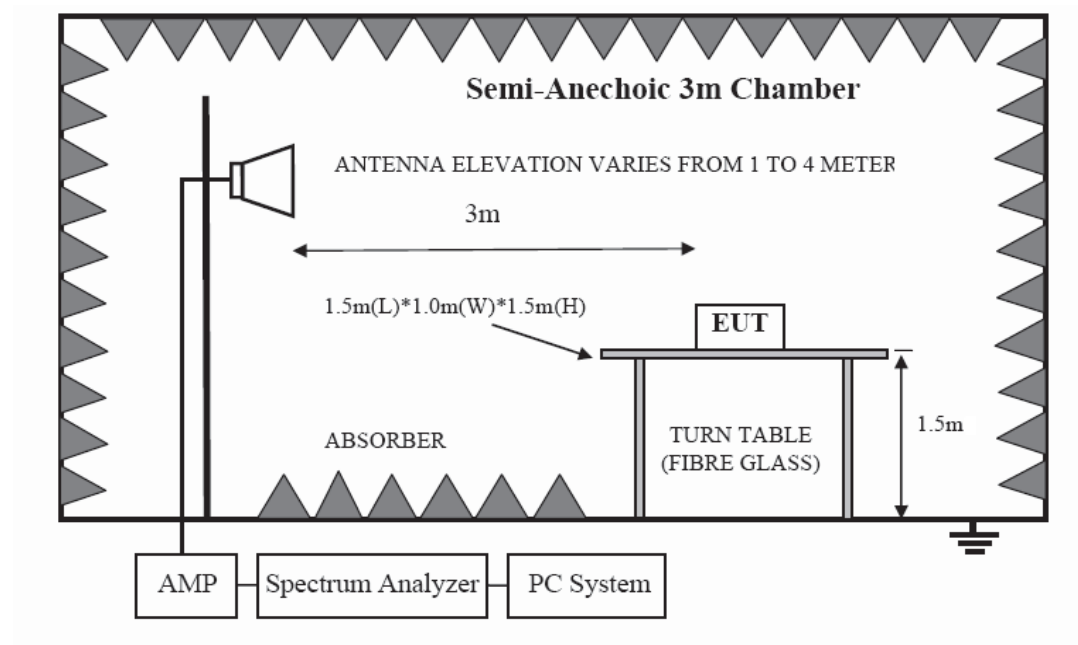 Semi-Anechoic 3m Chamber
ANTENNA ELEVATION VARIES FROM 1 TO 4 METER
3m
1.5m(L)*1.0m(W)*1.5m(H)
EUT
1.5m
ABSORBER
TURN TABLE
(FIBRE GLASS)
AMP
Spectrum Analyzer
PC System